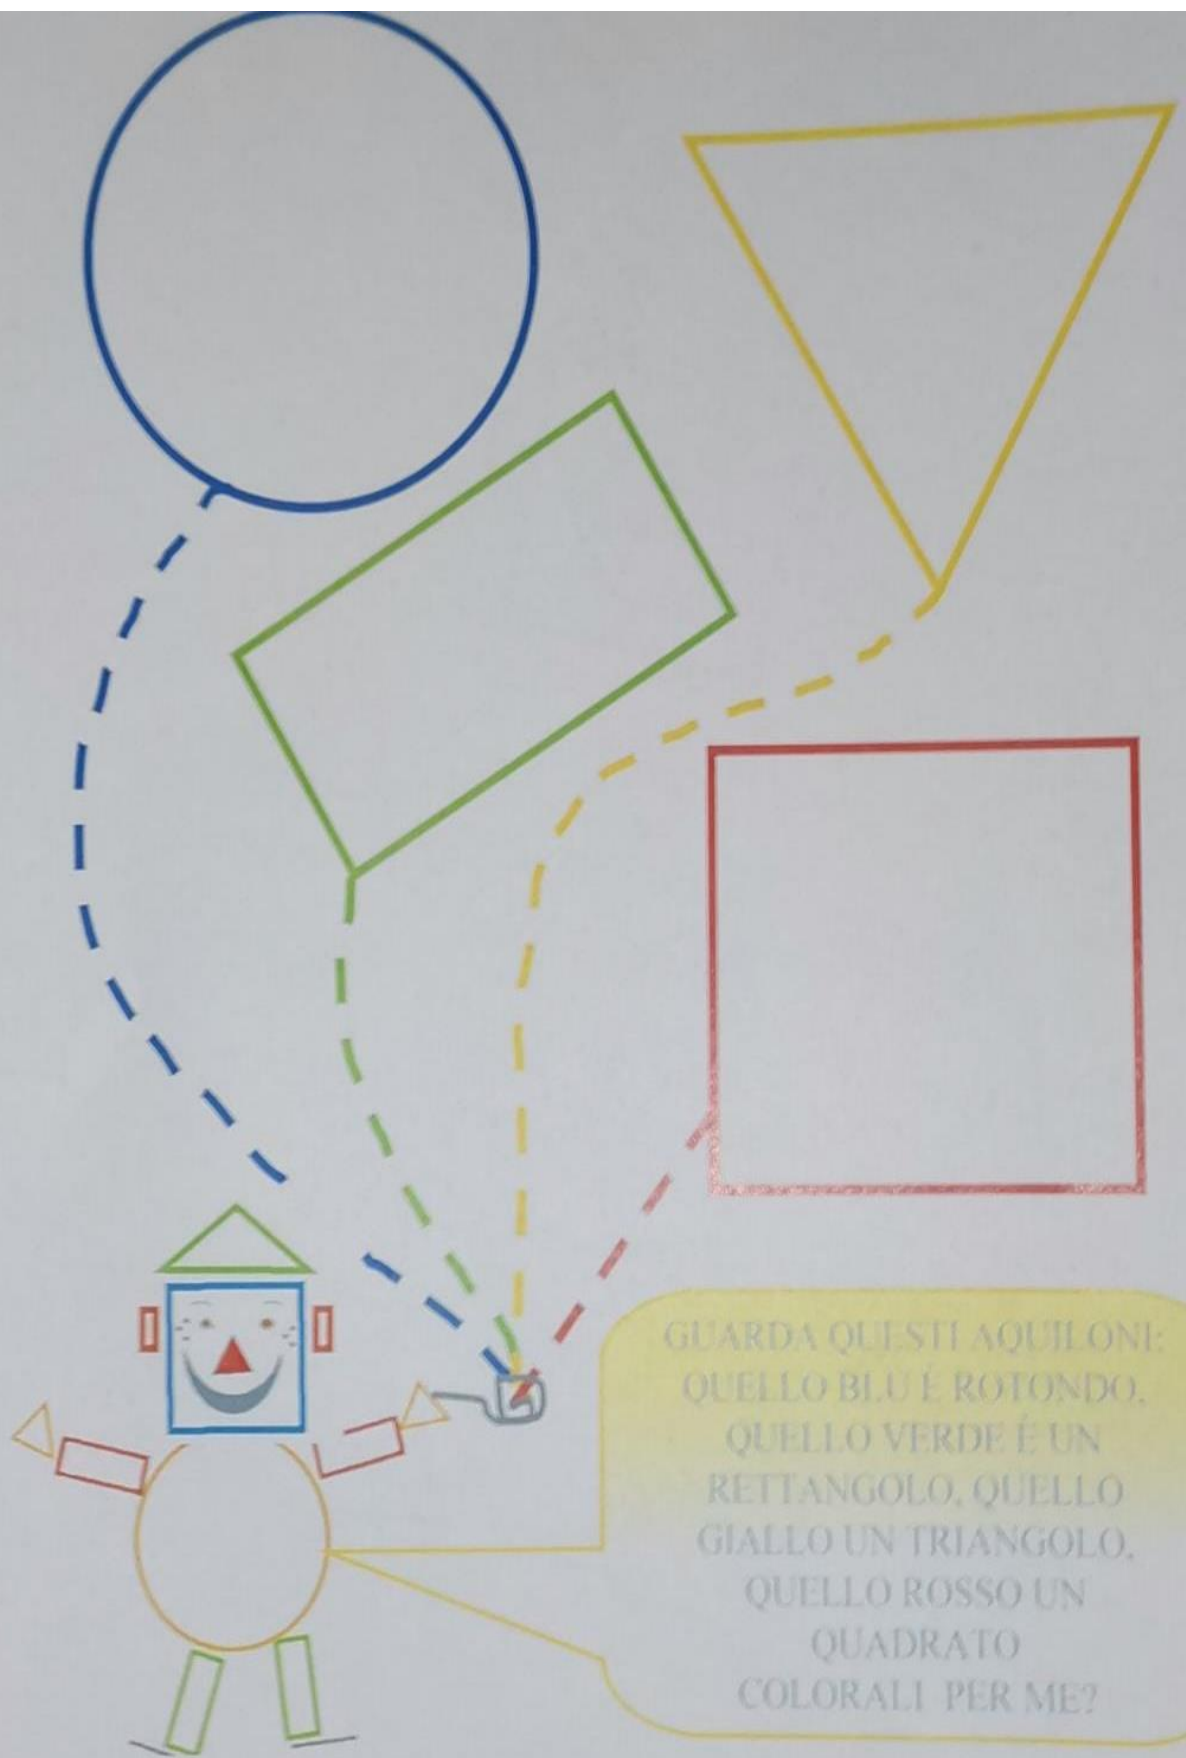 GUARDA QUESTI AQUILONI:
QUELLO BLU É ROTONDO,
QUELLO VERDE É UN
RETTANGOLO, QUELLO
GIALLO UN TRIANGOLO,
QUELLO ROSSO UN
QUADRATO
COLORALI PER ME?